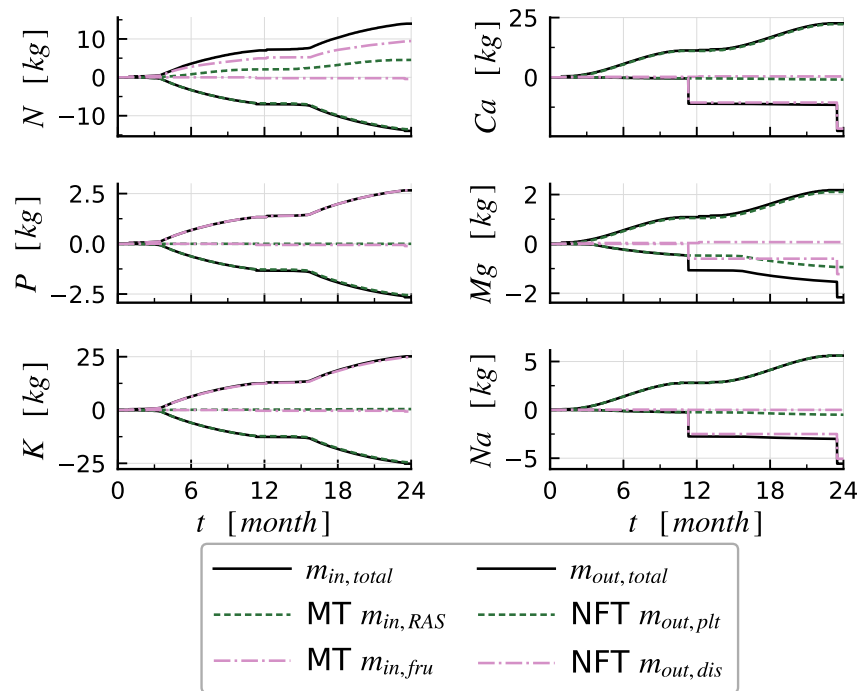 N [kg]
10
0
−10
Ca [kg]
25
0
P [kg]
2.5
0.0
−2.5
Mg [kg]
2
0
−2
K [kg]
25
0
−25
Na [kg]
5
0
−5
0 6 12 18 24
0 6 12 18 24
t [month]
t [month]
m_in,total
m_out,total
MT m_in,RAS
NFT m_out,plt
MT m_in,fru
NFT m_out,dis